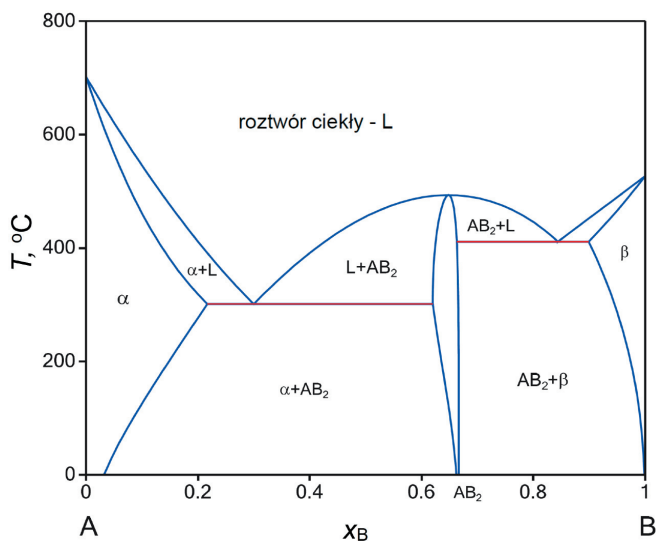 800
600
400
200
0
T, °C
roztwór ciekły - L
α
α+L
L+AB₂
AB₂+L
β
α+AB₂
AB₂+β
0
0.2
0.4
0.6
AB₂
0.8
1
A
x_B
B